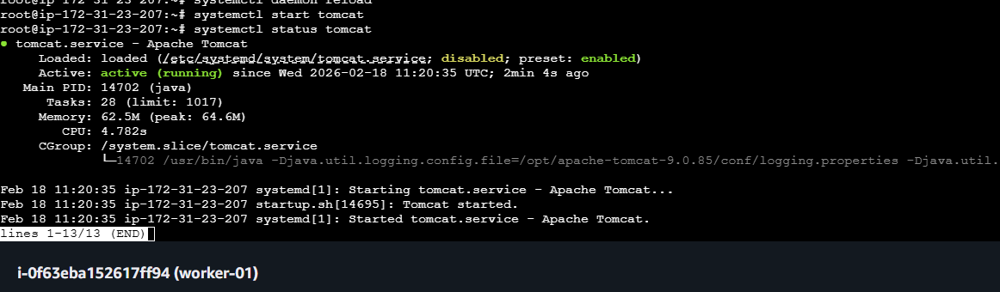 root@ip-172-31-23-207:~# systemctl daemon reload
root@ip-172-31-23-207:~# systemctl start tomcat
root@ip-172-31-23-207:~# systemctl status tomcat
● tomcat.service - Apache Tomcat
Loaded: loaded (/etc/systemd/system/tomcat.service; disabled; preset: enabled)
Active: active (running) since Wed 2026-02-18 11:20:35 UTC; 2min 4s ago
Main PID: 14702 (java)
Tasks: 28 (limit: 1017)
Memory: 62.5M (peak: 64.6M)
CPU: 4.782s
CGroup: /system.slice/tomcat.service
└─14702 /usr/bin/java -Djava.util.logging.config.file=/opt/apache-tomcat-9.0.85/conf/logging.properties -Djava.util.
Feb 18 11:20:35 ip-172-31-23-207 systemd[1]: Starting tomcat.service - Apache Tomcat...
Feb 18 11:20:35 ip-172-31-23-207 startup.sh[14695]: Tomcat started.
Feb 18 11:20:35 ip-172-31-23-207 systemd[1]: Started tomcat.service - Apache Tomcat.
lines 1-13/13 (END)
i-0f63eba152617ff94 (worker-01)